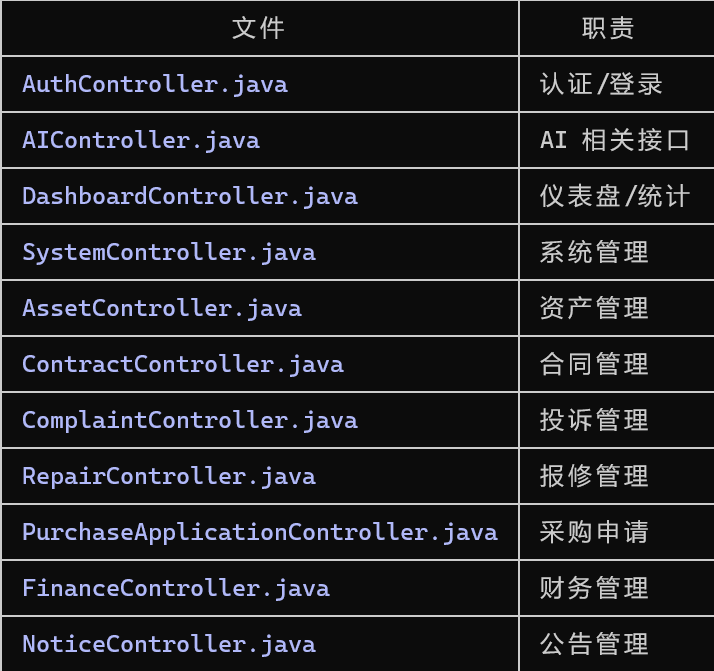 文件 职责
AuthController.java 认证/登录
AIController.java AI 相关接口
DashboardController.java 仪表盘/统计
SystemController.java 系统管理
AssetController.java 资产管理
ContractController.java 合同管理
ComplaintController.java 投诉管理
RepairController.java 报修管理
PurchaseApplicationController.java 采购申请
FinanceController.java 财务管理
NoticeController.java 公告管理